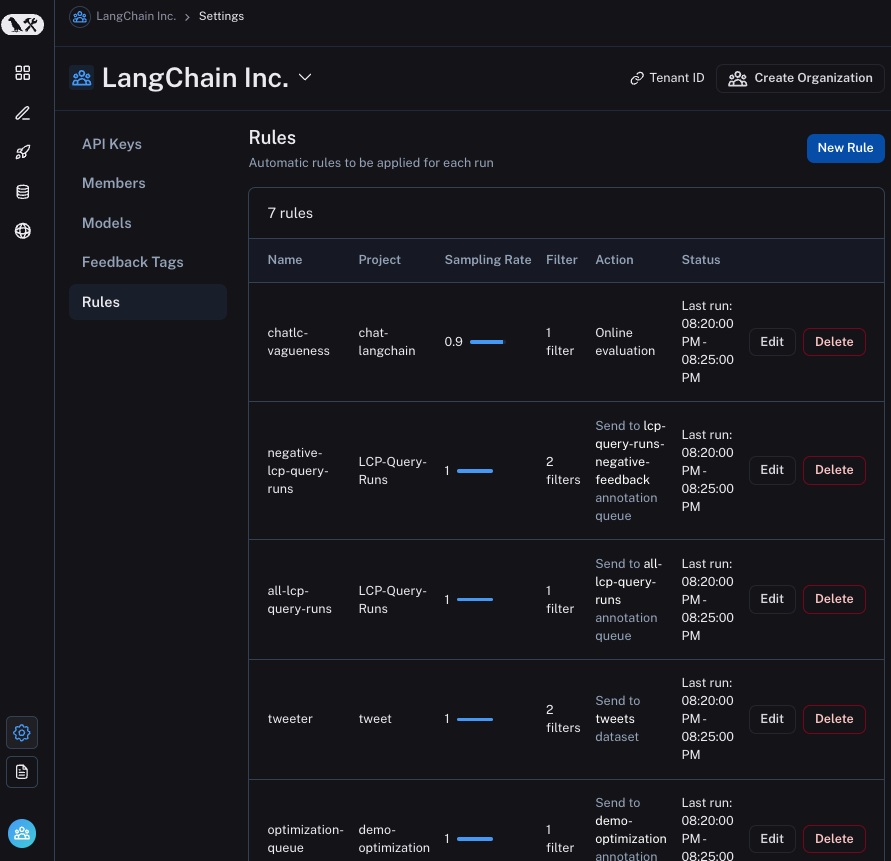 LangChain Inc. > Settings
LangChain Inc.
Tenant ID
Create Organization
API Keys
Members
Models
Feedback Tags
Rules
Rules
Automatic rules to be applied for each run
New Rule
7 rules
Name Project Sampling Rate Filter Action Status
chatlc-
vagueness
chat-
langchain
0.9
1
filter
Online
evaluation
Last run:
08:20:00
PM -
08:25:00
PM
Edit
Delete
negative-
lcp-query-
runs
LCP-Query-
Runs
1
2
filters
Send to lcp-
query-runs-
negative-
feedback
annotation
queue
Last run:
08:20:00
PM -
08:25:00
PM
Edit
Delete
all-lcp-
query-runs
LCP-Query-
Runs
1
1
filter
Send to all-
lcp-query-
runs
annotation
queue
Last run:
08:20:00
PM -
08:25:00
PM
Edit
Delete
tweeter
tweet
1
2
filters
Send to
tweets
dataset
Last run:
08:20:00
PM -
08:25:00
PM
Edit
Delete
optimization-
queue
demo-
optimization
1
1
filter
Send to
demo-
optimization
annotation
Last run:
08:20:00
PM -
08:25:00
Edit
Delete